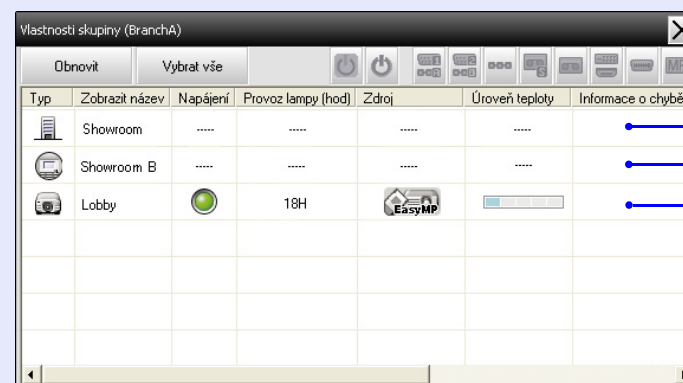 Vlastnosti skupiny (BranchA)
Obnovit Vybrat vše
Typ Zobrazit název Napájení Provoz lampy (hod) Zdroj Úroveň teploty Informace o chybě
Showroom ----- ----- ----- -----
Showroom B ----- ----- ----- -----
Lobby 18H EasyMP